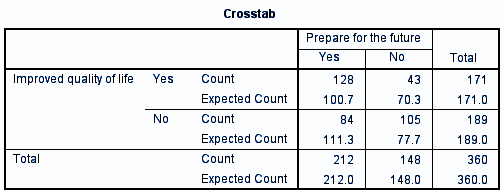 Crosstab
Prepare for the future
Yes No Total
Improved quality of life Yes Count 128 43 171
Expected Count 100.7 70.3 171.0
No Count 84 105 189
Expected Count 111.3 77.7 189.0
Total Count 212 148 360
Expected Count 212.0 148.0 360.0